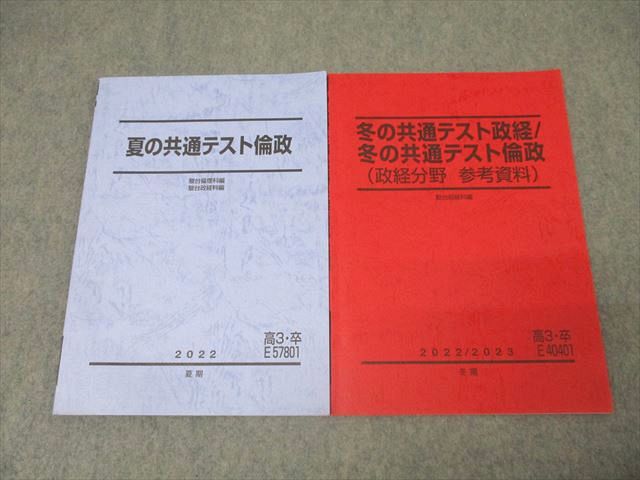 夏の共通テスト倫政
駿台倫理科編
駿台政経科編
高3・卒
2022
E57801
夏期
冬の共通テスト政経/
冬の共通テスト倫政
(政経分野 参考資料)
駿台政経科編
高3・卒
2022/2023
E40401
冬期